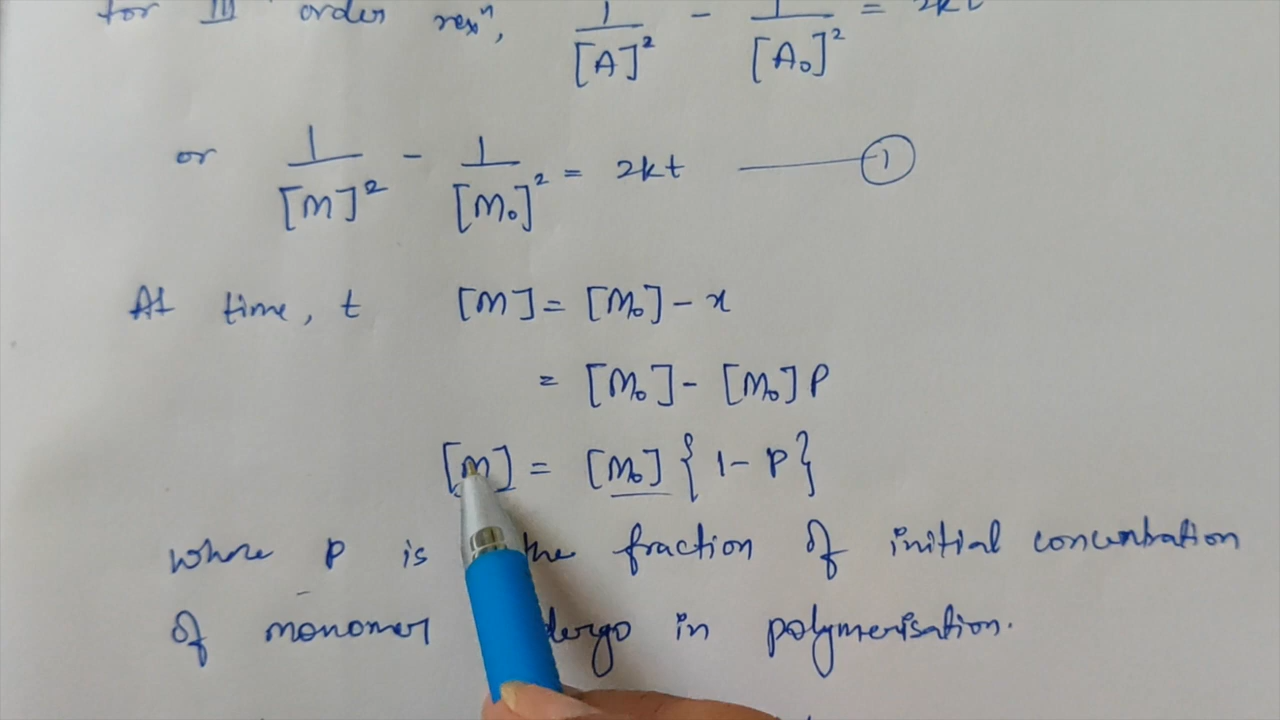 for III order rexⁿ, 1/[A]² - 1/[A₀]² = 2kt
or 1/[M]² - 1/[M₀]² = 2kt ——— ①
At time, t [M] = [M₀] - x
= [M₀] - [M₀] P
[M] = [M₀] { 1 - P }
where P is the fraction of initial concentration
of monomer in polymerisation.